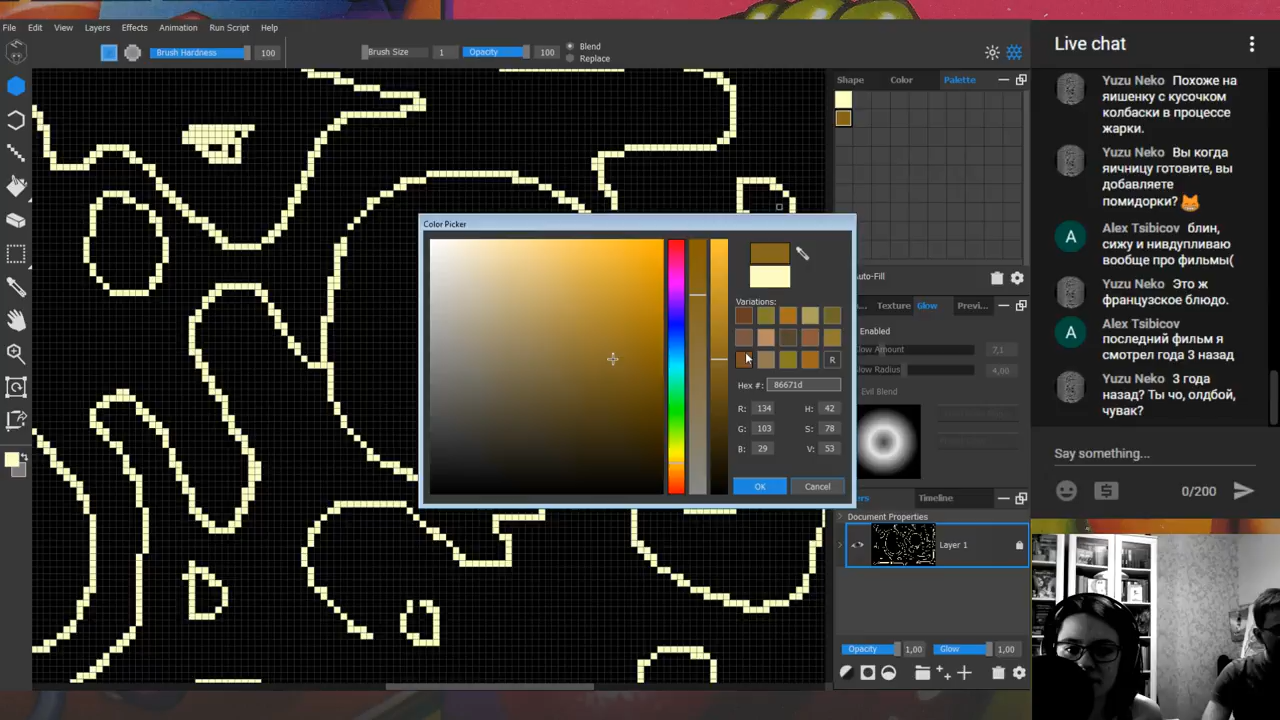 File Edit View Layers Effects Animation Run Script Help
Brush Hardness 100
Brush Size 1
Opacity 100
Blend
Replace
Shape Color Palette
Color Picker
Variations:
Hex #: 86671d
R: 134 H: 42
G: 103 S: 78
B: 29 V: 53
OK Cancel
Auto-Fill
Texture Glow Previ...
Enabled
Glow Amount 7,1
Glow Radius 4,00
Evil Blend
Timeline
Document Properties
Layer 1
Opacity 1,00 Glow 1,00
Live chat
Yuzu Neko Похоже на
яишенку с кусочком
колбаски в процессе
жарки.
Yuzu Neko Вы когда
яичницу готовите, вы
добавляете
помидорки?
A Alex Tsibicov блин,
сижу и нивдупливаю
вообще про фильмы(
Yuzu Neko Это ж
французское блюдо.
A Alex Tsibicov
последний фильм я
смотрел года 3 назад
Yuzu Neko 3 года
назад? Ты чо, олдбой,
чувак?
Say something...
0/200